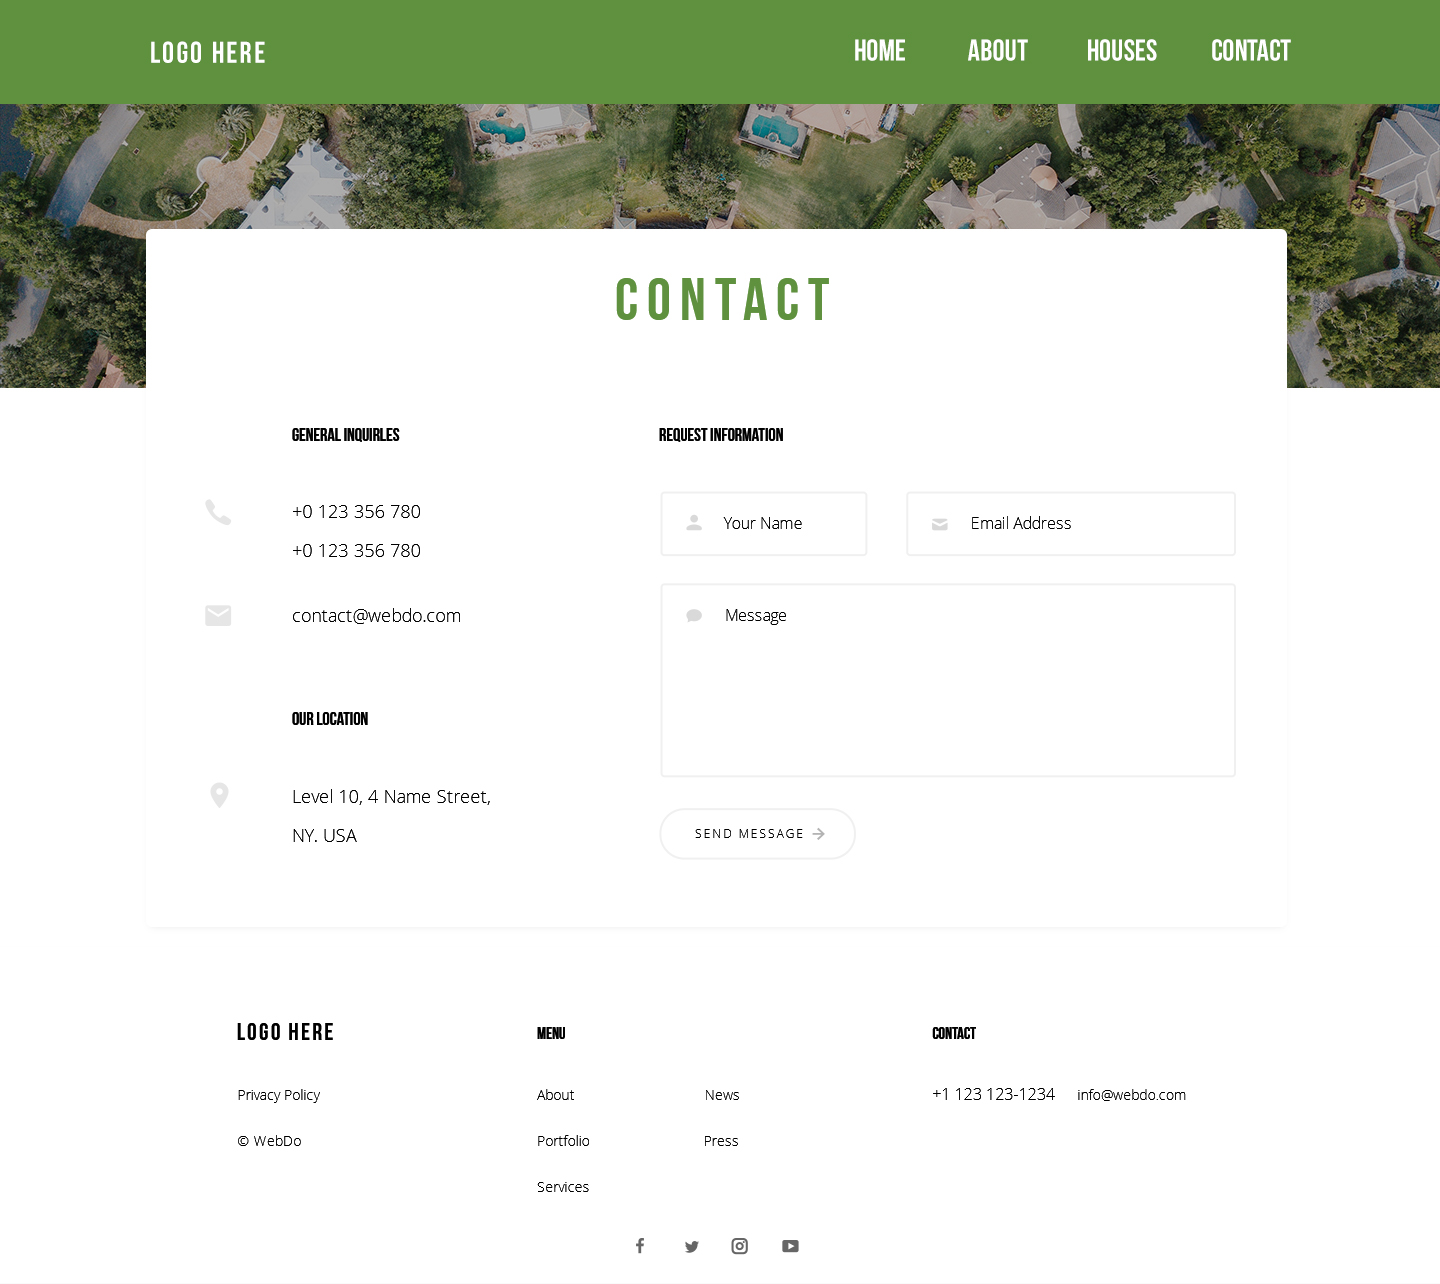 LOGO HERE
HOME ABOUT HOUSES CONTACT
CONTACT
GENERAL INQUIRLES
+0 123 356 780
+0 123 356 780
contact@webdo.com
OUR LOCATION
Level 10, 4 Name Street,
NY. USA
REQUEST INFORMATION
Your Name
Email Address
Message
SEND MESSAGE
LOGO HERE
Privacy Policy
© WebDo
MENU
About
Portfolio
Services
News
Press
CONTACT
+1 123 123-1234
info@webdo.com